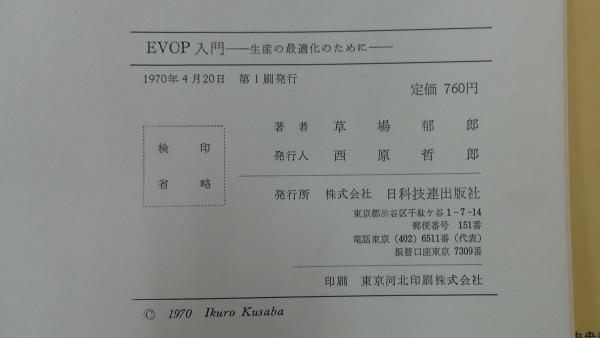 EVOP 入門——生産の最適化のために——
1970年4月20日 第1刷発行
定価 760円
検印
省略
著者 草場郁郎
発行人 西原哲郎
発行所 株式会社 日科技連出版社
東京都渋谷区千駄ケ谷1-7-14
郵便番号 151番
電話東京(402)6511番(代表)
振替口座東京 7309番
印刷 東京河北印刷株式会社
© 1970 Ikuro Kusaba
中央